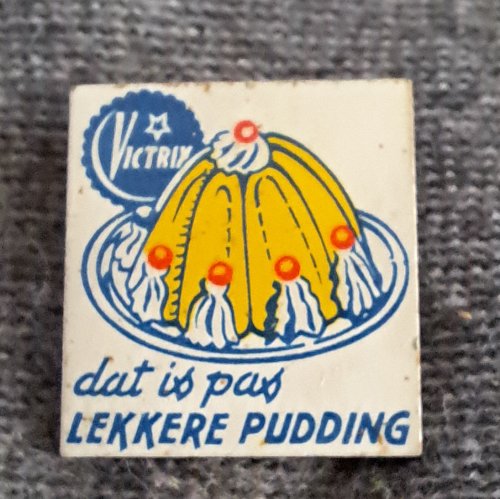 VICTRIX
dat is pas
LEKKERE PUDDING